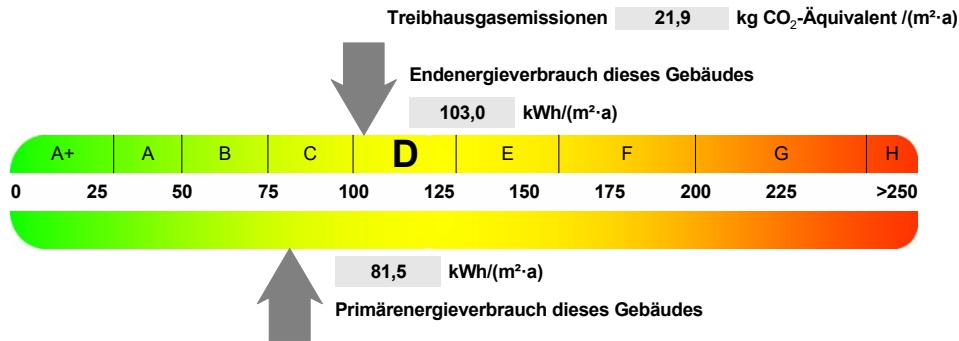 Treibhausgasemissionen 21,9 kg CO₂-Äquivalent /(m²·a)
Endenergieverbrauch dieses Gebäudes
103,0 kWh/(m²·a)
A+ A B C D E F G H
0 25 50 75 100 125 150 175 200 225 >250
81,5 kWh/(m²·a)
Primärenergieverbrauch dieses Gebäudes